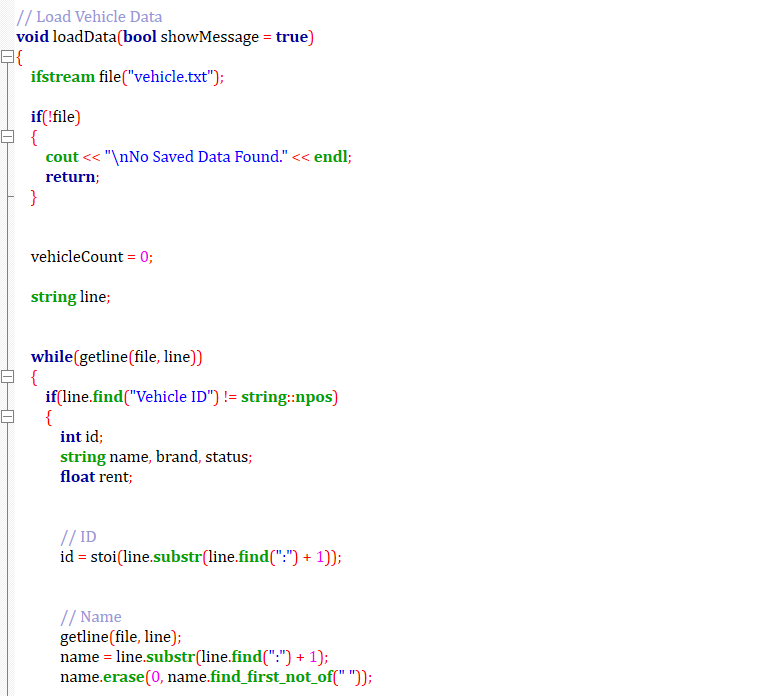 // Load Vehicle Data
void loadData(bool showMessage = true)
{
ifstream file("vehicle.txt");
if(!file)
{
cout << "\nNo Saved Data Found." << endl;
return;
}
vehicleCount = 0;
string line;
while(getline(file, line))
{
if(line.find("Vehicle ID") != string::npos)
{
int id;
string name, brand, status;
float rent;
// ID
id = stoi(line.substr(line.find(":") + 1));
// Name
getline(file, line);
name = line.substr(line.find(":") + 1);
name.erase(0, name.find_first_not_of(" "));